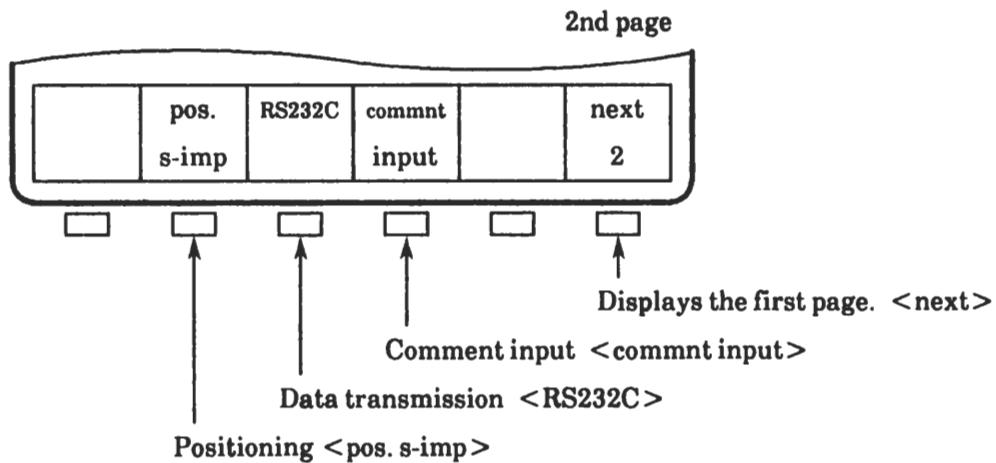 2nd page
pos. RS232C commnt next
s-imp input 2
Displays the first page. <next>
Comment input <commnt input>
Data transmission <RS232C>
Positioning <pos. s-imp>